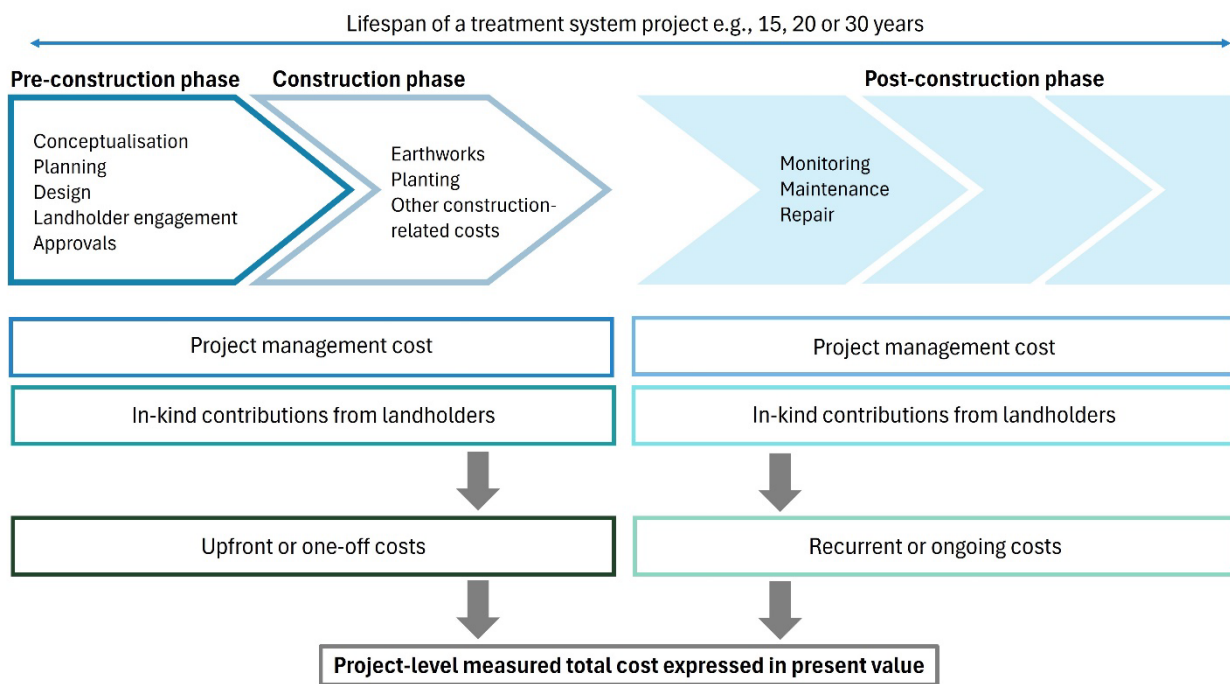 Lifespan of a treatment system project e.g., 15, 20 or 30 years
Pre-construction phase
Construction phase
Post-construction phase
Conceptualisation
Planning
Design
Landholder engagement
Approvals
Earthworks
Planting
Other construction-
related costs
Monitoring
Maintenance
Repair
Project management cost
Project management cost
In-kind contributions from landholders
In-kind contributions from landholders
Upfront or one-off costs
Recurrent or ongoing costs
Project-level measured total cost expressed in present value